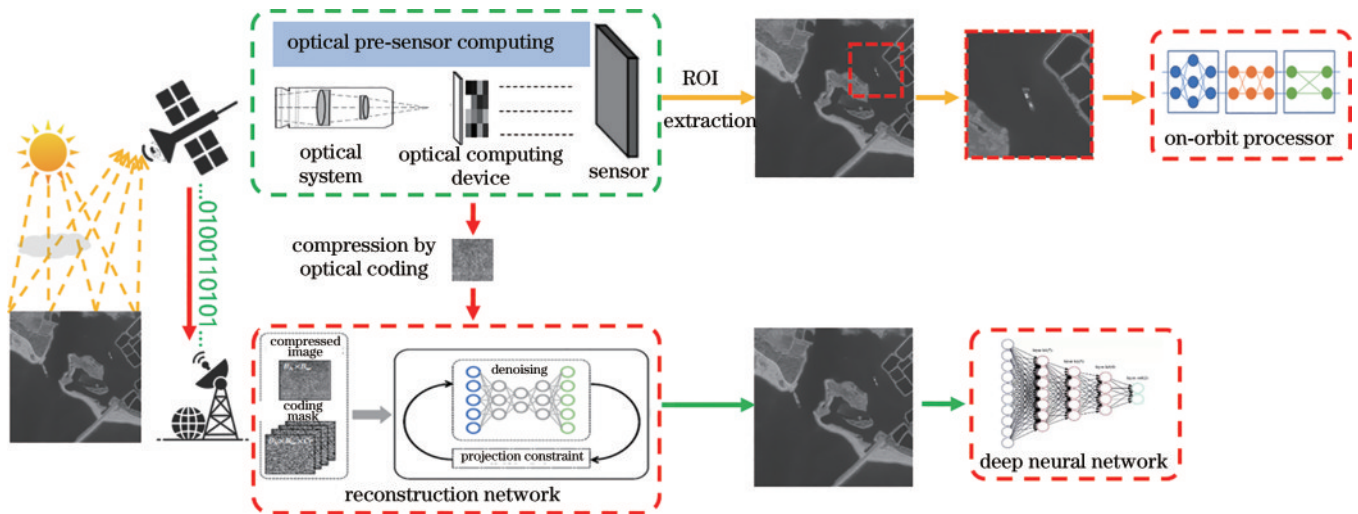 optical pre-sensor computing
optical
system
optical computing
device
sensor
ROI
extraction
on-orbit processor
...010011010101...
compression by
optical coding
compressed
image
coding
mask
denoising
projection constraint
reconstruction network
deep neural network